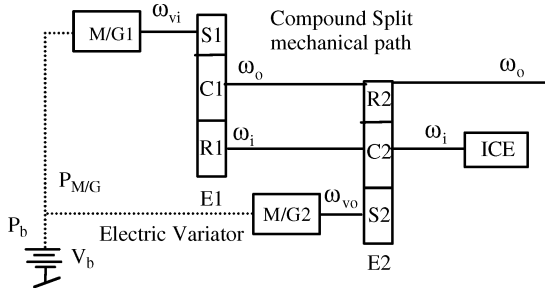 ω_vi
Compound Split
mechanical path
M/G1
S1
ω_o
ω_o
C1
R2
ω_i
ω_i
R1
C2
ICE
P_M/G
E1
ω_vo
M/G2
S2
P_b
Electric Variator
V_b
E2